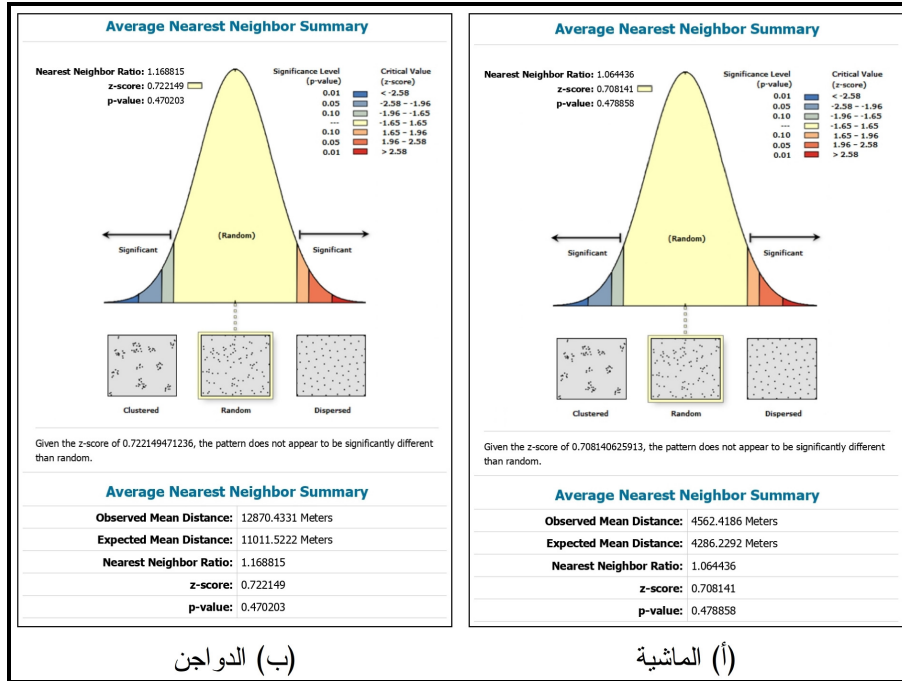 Average Nearest Neighbor Summary
Nearest Neighbor Ratio: 1.168815
z-score: 0.722149
p-value: 0.470203
Significance Level (p-value) Critical Value (z-score)
0.01 < -2.58
0.05 -2.58 - -1.96
0.10 -1.96 - -1.65
--- -1.65 - 1.65
0.10 1.65 - 1.96
0.05 1.96 - 2.58
0.01 > 2.58
Significant (Random) Significant
Clustered Random Dispersed
Given the z-score of 0.722149471236, the pattern does not appear to be significantly different
than random.
Average Nearest Neighbor Summary
Observed Mean Distance: 12870.4331 Meters
Expected Mean Distance: 11011.5222 Meters
Nearest Neighbor Ratio: 1.168815
z-score: 0.722149
p-value: 0.470203
(ب) الدواجن
Average Nearest Neighbor Summary
Nearest Neighbor Ratio: 1.064436
z-score: 0.708141
p-value: 0.478858
Significance Level (p-value) Critical Value (z-score)
0.01 < -2.58
0.05 -2.58 - -1.96
0.10 -1.96 - -1.65
--- -1.65 - 1.65
0.10 1.65 - 1.96
0.05 1.96 - 2.58
0.01 > 2.58
Significant (Random) Significant
Clustered Random Dispersed
Given the z-score of 0.708140625913, the pattern does not appear to be significantly different
than random.
Average Nearest Neighbor Summary
Observed Mean Distance: 4562.4186 Meters
Expected Mean Distance: 4286.2292 Meters
Nearest Neighbor Ratio: 1.064436
z-score: 0.708141
p-value: 0.478858
(أ) الماشية